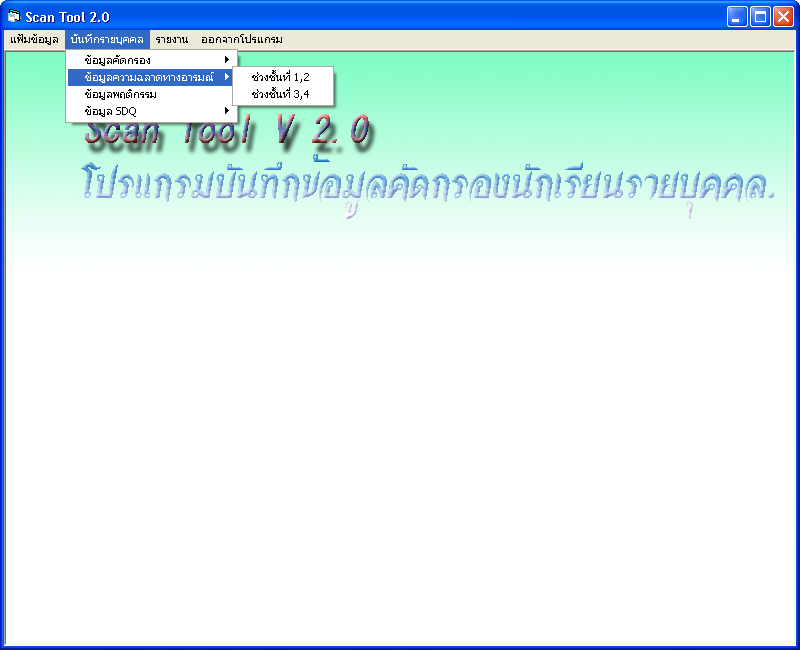 Scan Tool 2.0
แฟ้มข้อมูล บันทึกรายบุคคล รายงาน ออกจากโปรแกรม
ข้อมูลคัดกรอง
ข้อมูลความฉลาดทางอารมณ์
ช่วงชั้นที่ 1,2
ข้อมูลพฤติกรรม
ช่วงชั้นที่ 3,4
ข้อมูล SDQ
Scan Tool V 2.0
โปรแกรมบันทึกข้อมูลคัดกรองนักเรียนรายบุคคล.